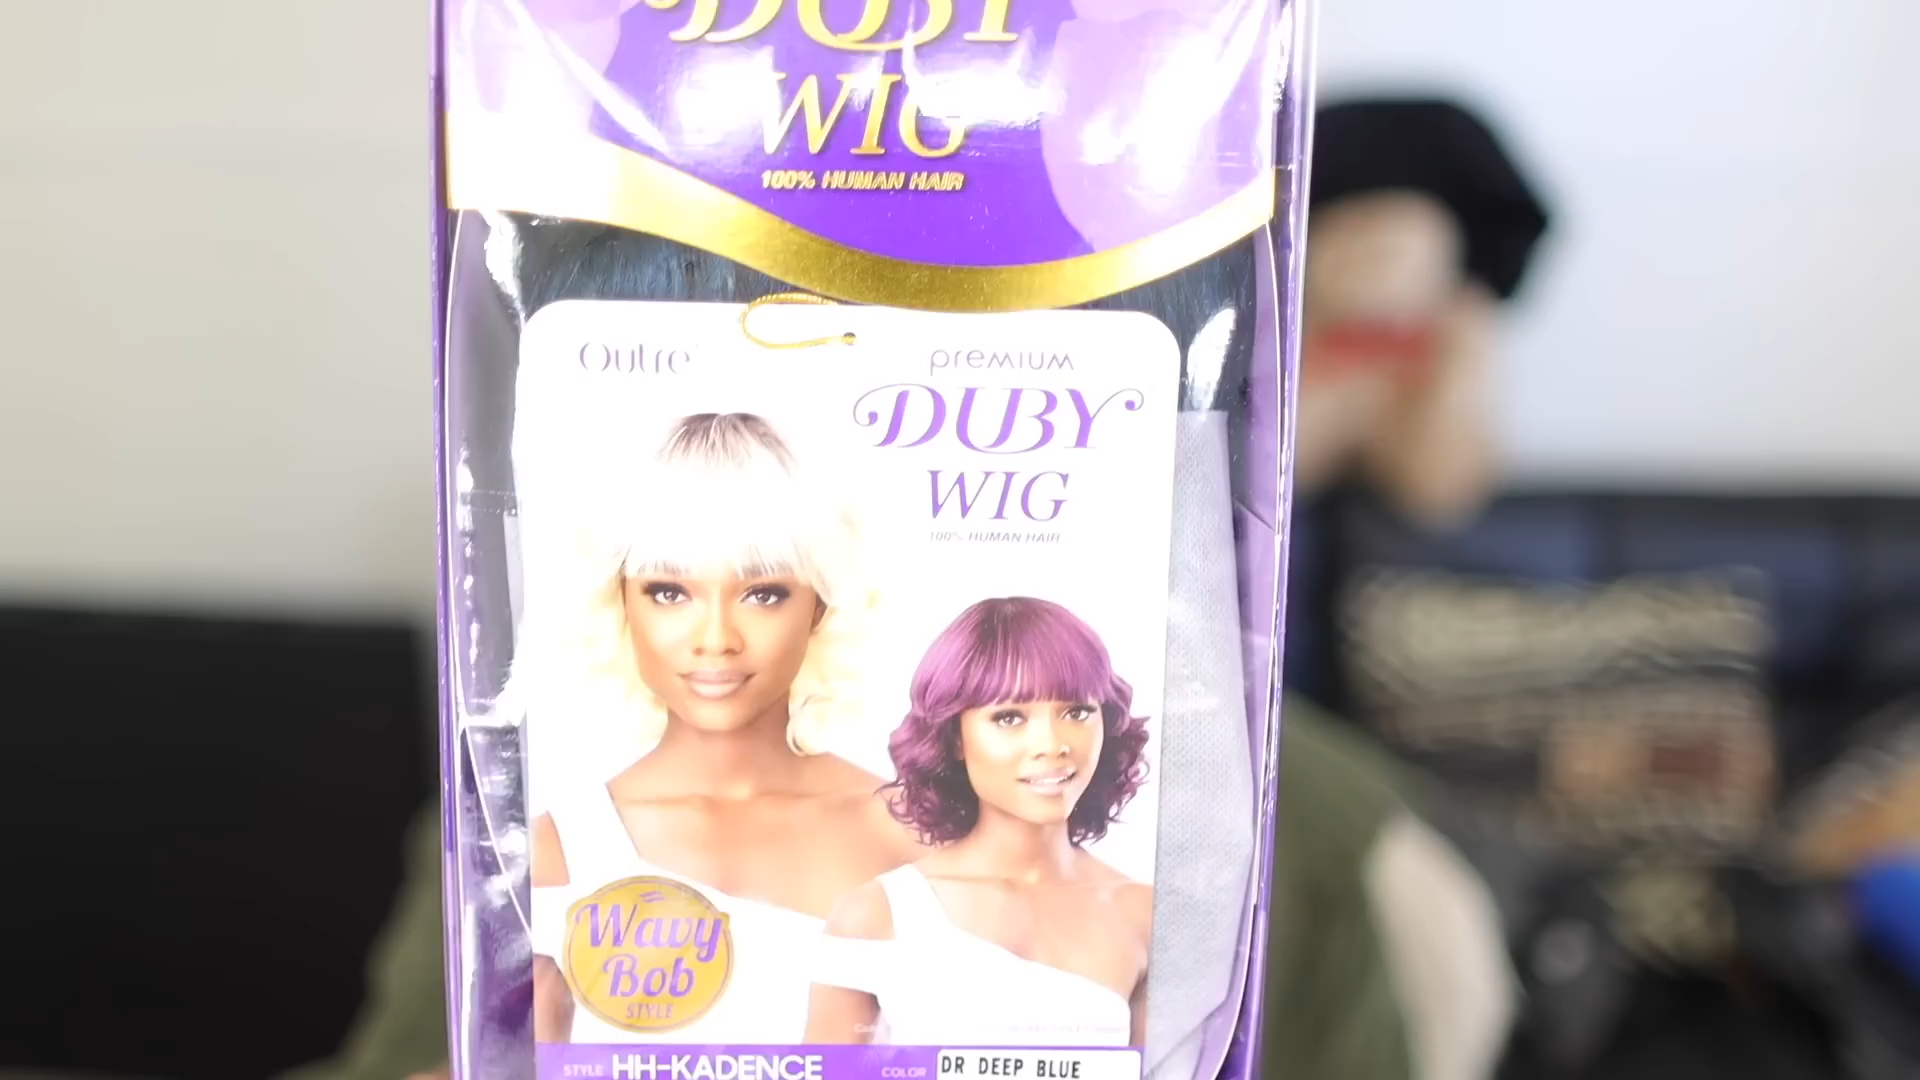 DUBY
WIG
100% HUMAN HAIR
Outre
premium
DUBY
WIG
100% HUMAN HAIR
Wavy
Bob
STYLE
STYLE HH-KADENCE
COLOR DR DEEP BLUE